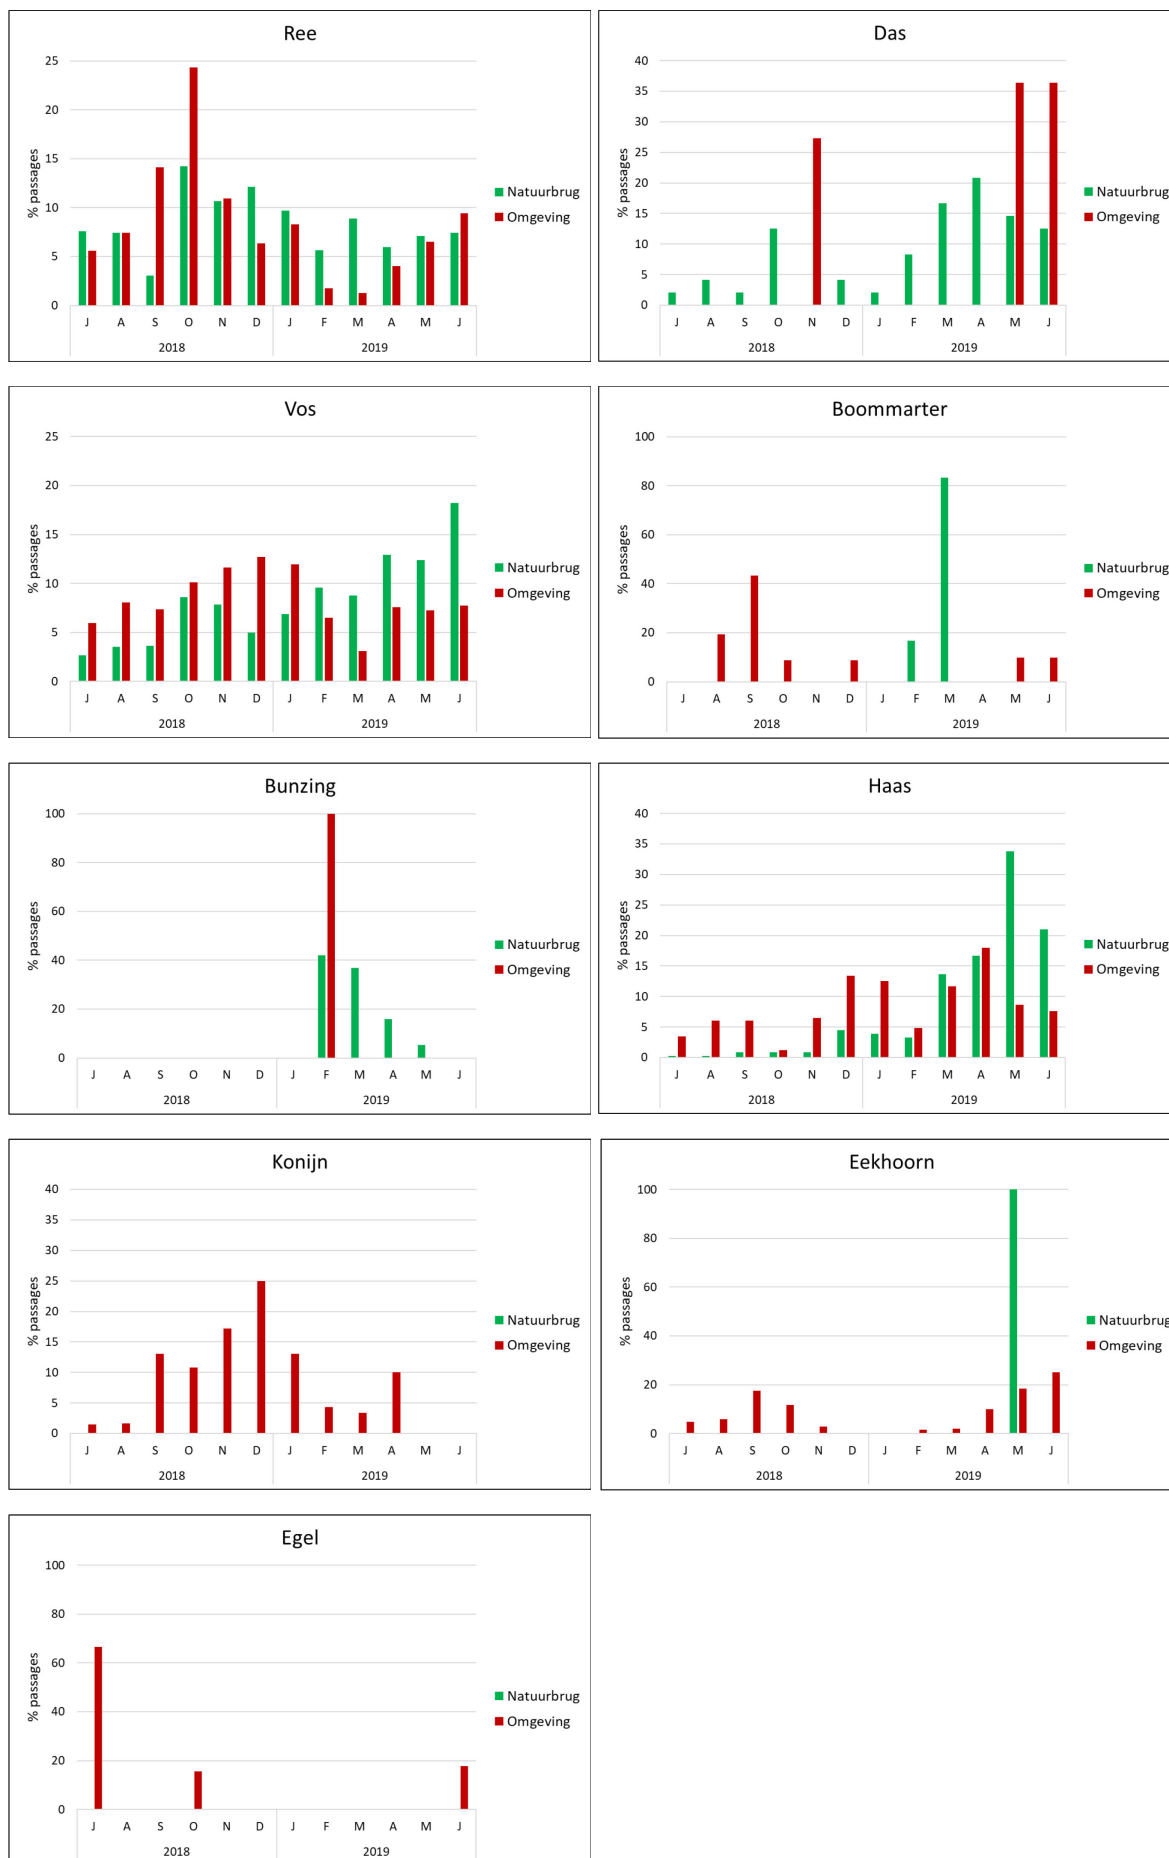 Ree
25
20
15
10
5
0
% passages
J A S O N D J F M A M J
2018 2019
Natuurbrug
Omgeving
Das
40
35
30
25
20
15
10
5
0
% passages
J A S O N D J F M A M J
2018 2019
Natuurbrug
Omgeving
Vos
25
20
15
10
5
0
% passages
J A S O N D J F M A M J
2018 2019
Natuurbrug
Omgeving
Boommarter
100
80
60
40
20
0
% passages
J A S O N D J F M A M J
2018 2019
Natuurbrug
Omgeving
Bunzing
100
80
60
40
20
0
% passages
J A S O N D J F M A M J
2018 2019
Natuurbrug
Omgeving
Haas
40
35
30
25
20
15
10
5
0
% passages
J A S O N D J F M A M J
2018 2019
Natuurbrug
Omgeving
Konijn
40
35
30
25
20
15
10
5
0
% passages
J A S O N D J F M A M J
2018 2019
Natuurbrug
Omgeving
Eekhoorn
100
80
60
40
20
0
% passages
J A S O N D J F M A M J
2018 2019
Natuurbrug
Omgeving
Egel
100
80
60
40
20
0
% passages
J A S O N D J F M A M J
2018 2019
Natuurbrug
Omgeving